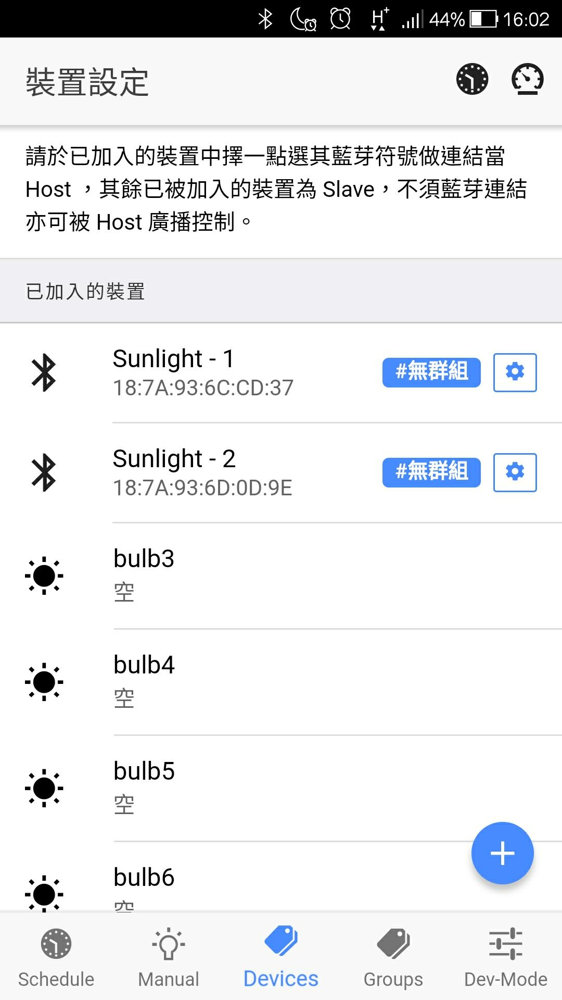 H+ 44% 16:02
裝置設定
請於已加入的裝置中擇一點選其藍芽符號做連結當
Host ，其餘已被加入的裝置為 Slave，不須藍芽連結
亦可被 Host 廣播控制。
已加入的裝置
Sunlight - 1
18:7A:93:6C:CD:37
#無群組
Sunlight - 2
18:7A:93:6D:0D:9E
#無群組
bulb3
空
bulb4
空
bulb5
空
bulb6
空
Schedule Manual Devices Groups Dev-Mode